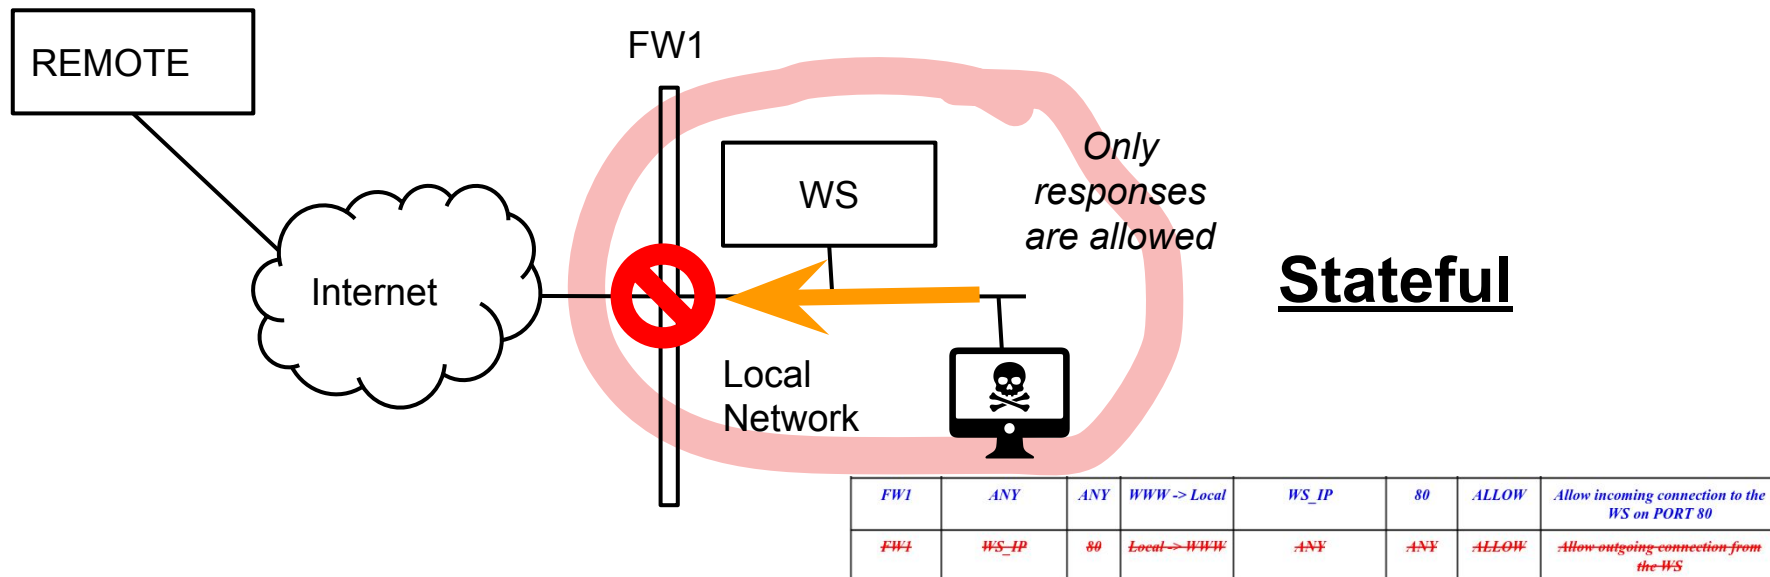 REMOTE
FW1
WS
Only
responses
are allowed
Stateful
Internet
Local
Network
FW1 ANY ANY WWW -> Local WS_IP 80 ALLOW Allow incoming connection to the
WS on PORT 80
FW1 WS_IP 80 Local -> WWW ANY ANY ALLOW Allow outgoing connection from
the WS